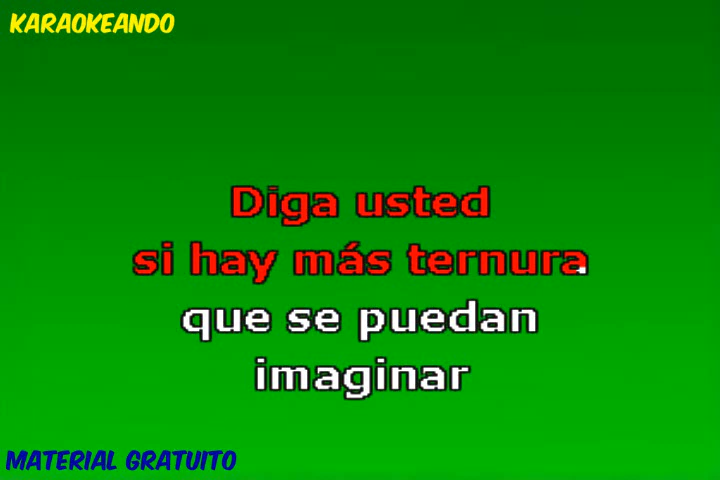 KARAOKEANDO
Diga usted
si hay más ternura
que se puedan
imaginar
MATERIAL GRATUITO